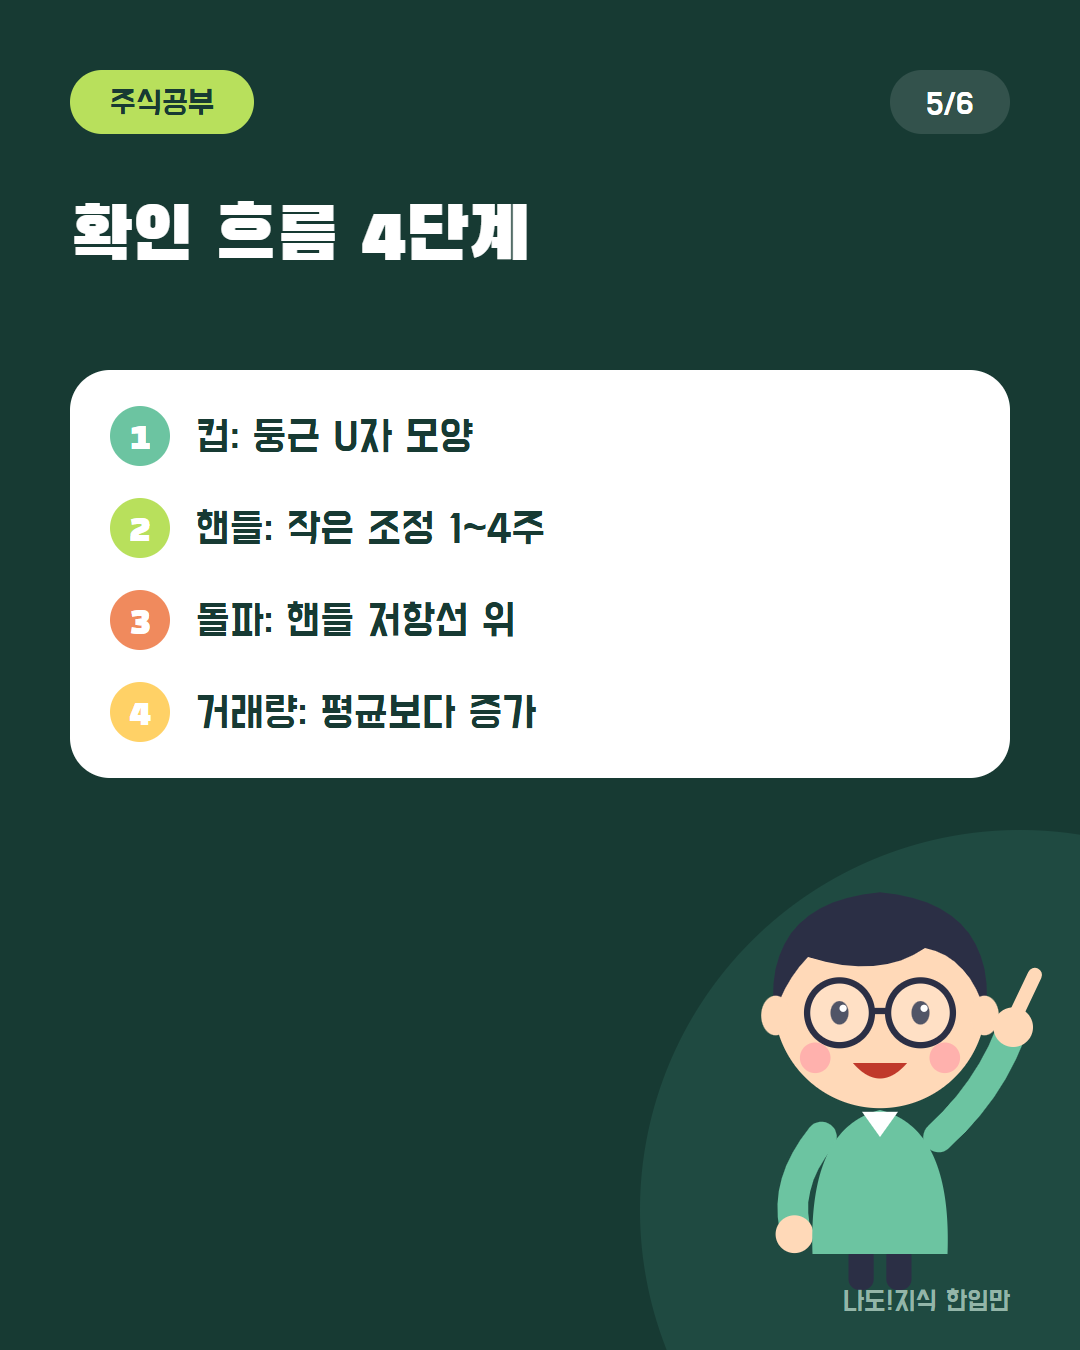 주식공부
5/6
확인 흐름 4단계
1 컵: 둥근 U자 모양
2 핸들: 작은 조정 1~4주
3 돌파: 핸들 저항선 위
4 거래량: 평균보다 증가
나도!지식 한입만